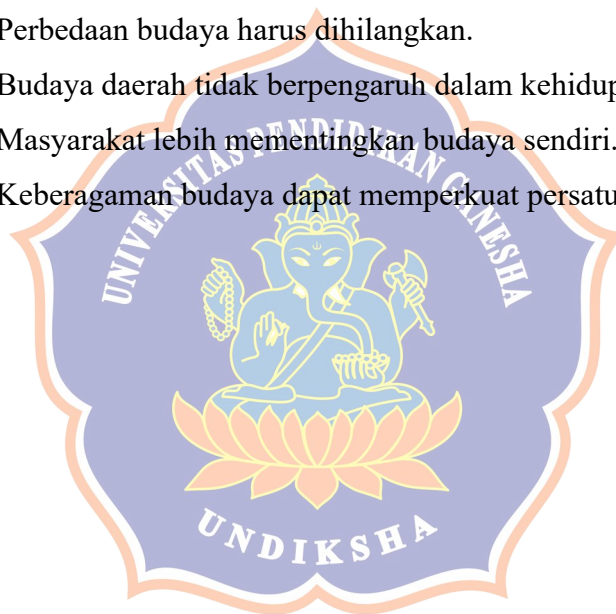 Perbedaan budaya harus dihilangkan.
Budaya daerah tidak berpengaruh dalam kehidup
Masyarakat lebih mementingkan budaya sendiri.
Keberagaman budaya dapat memperkuat persatu
UNIVERSITAS PENDIDIKAN GANESHA
UNDIKSHA